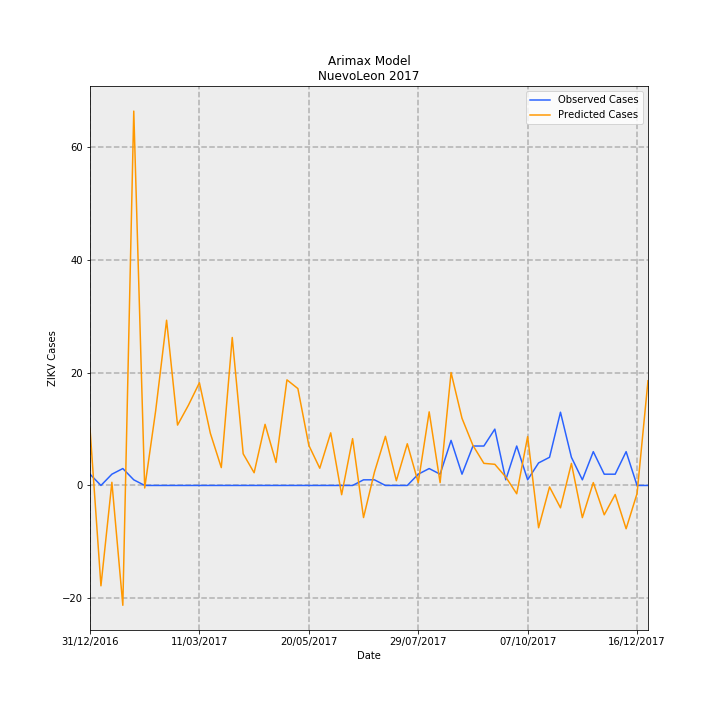 Arimax Model
NuevoLeon 2017
Observed Cases
Predicted Cases
ZIKV Cases
60
40
20
0
−20
31/12/2016
11/03/2017
20/05/2017
29/07/2017
07/10/2017
16/12/2017
Date